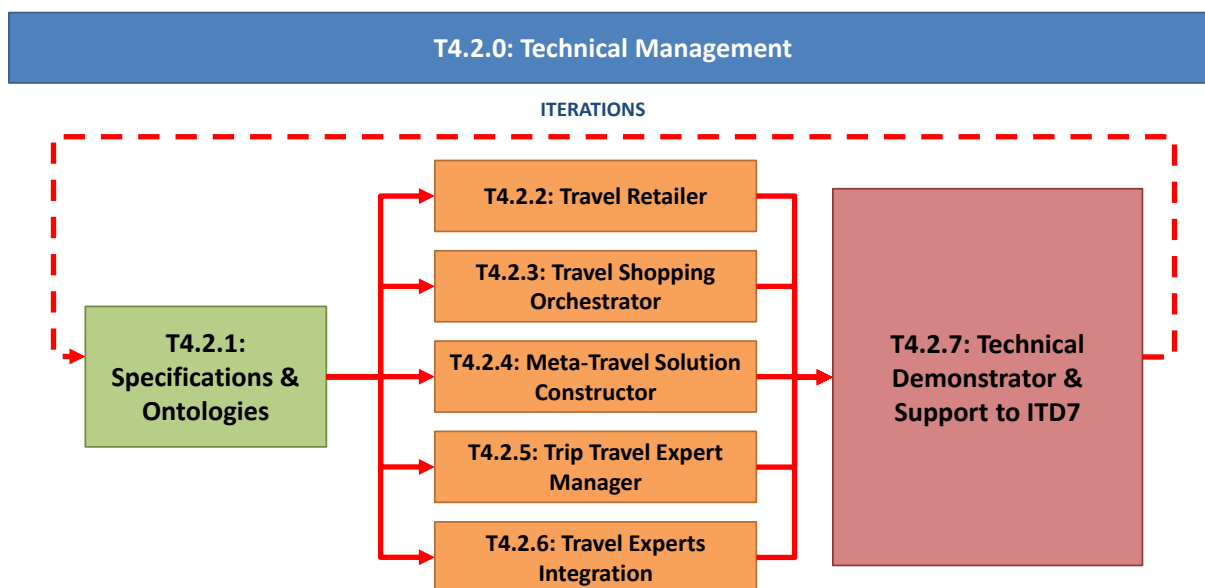 T4.2.0: Technical Management
ITERATIONS
T4.2.2: Travel Retailer
T4.2.3: Travel Shopping
Orchestrator
T4.2.1:
Specifications &
Ontologies
T4.2.4: Meta-Travel Solution
Constructor
T4.2.5: Trip Travel Expert
Manager
T4.2.6: Travel Experts
Integration
T4.2.7: Technical
Demonstrator &
Support to ITD7